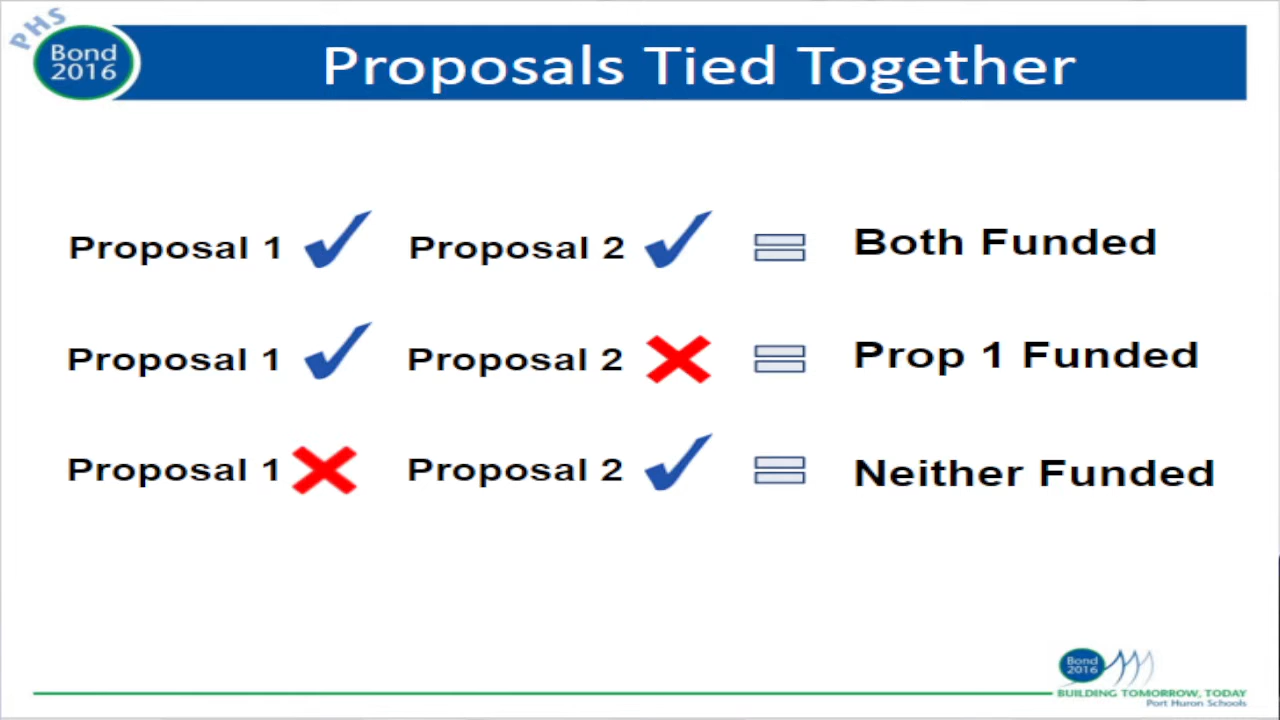 PHS
Bond
2016
Proposals Tied Together
Proposal 1 Proposal 2 Both Funded
Proposal 1 Proposal 2 Prop 1 Funded
Proposal 1 Proposal 2 Neither Funded
Bond
2016
BUILDING TOMORROW, TODAY
Port Huron Schools